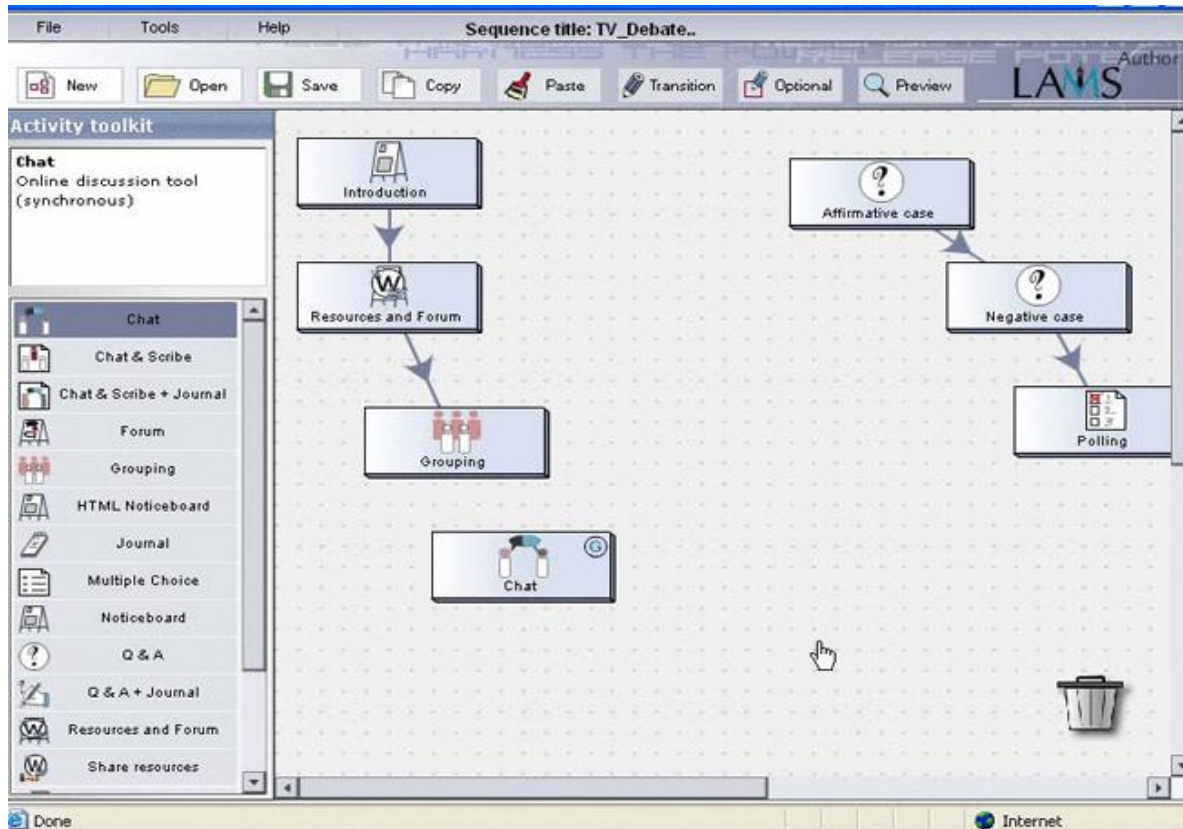 File Tools Help Sequence title: TV_Debate..
Author
New Open Save Copy Paste Transition Optional Preview LAMS
Activity toolkit
Chat
Online discussion tool
(synchronous)
Chat
Chat & Scribe
Chat & Scribe + Journal
Forum
Grouping
HTML Noticeboard
Journal
Multiple Choice
Noticeboard
Q & A
Q & A + Journal
Resources and Forum
Share resources
Introduction
Affirmative case
Resources and Forum
Negative case
Grouping
Polling
G
Chat
Done Internet